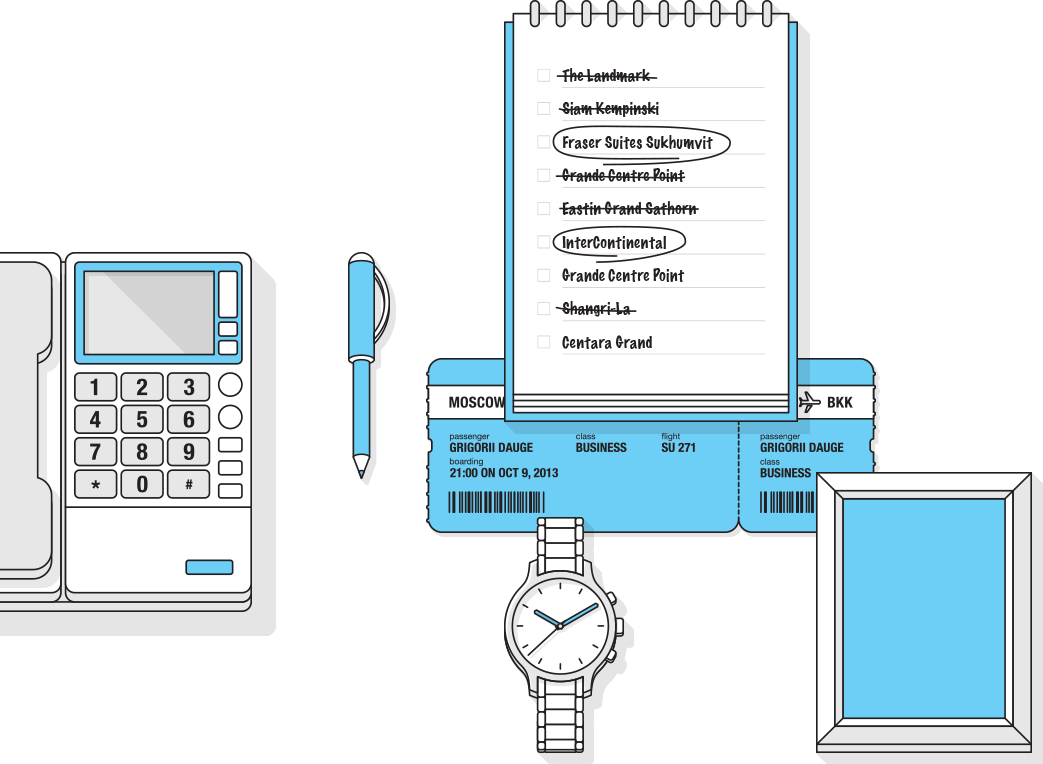 The Landmark
Siam Kempinski
Fraser Suites Sukhumvit
Grande Centre Point
Eastin Grand Sathorn
InterContinental
Grande Centre Point
Shangri-La
Centara Grand
1 2 3
4 5 6
7 8 9
* 0 #
MOSCOW
BKK
passenger class flight
GRIGORII DAUGE BUSINESS SU 271
boarding
21:00 ON OCT 9, 2013
passenger
GRIGORII DAUGE
class
BUSINESS